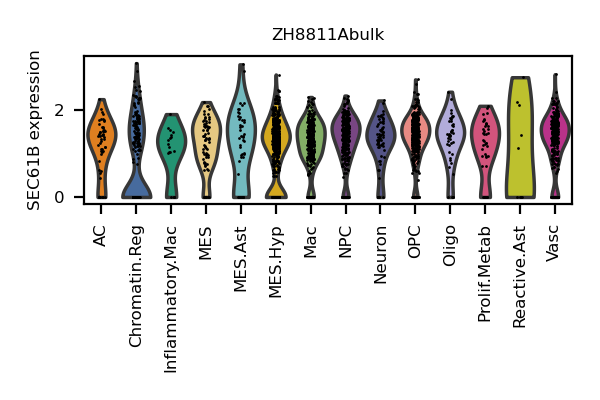 ZH8811Abulk
SEC61B expression
2
0
AC
Chromatin.Reg
Inflammatory.Mac
MES
MES.Ast
MES.Hyp
Mac
NPC
Neuron
OPC
Oligo
Prolif.Metab
Reactive.Ast
Vasc